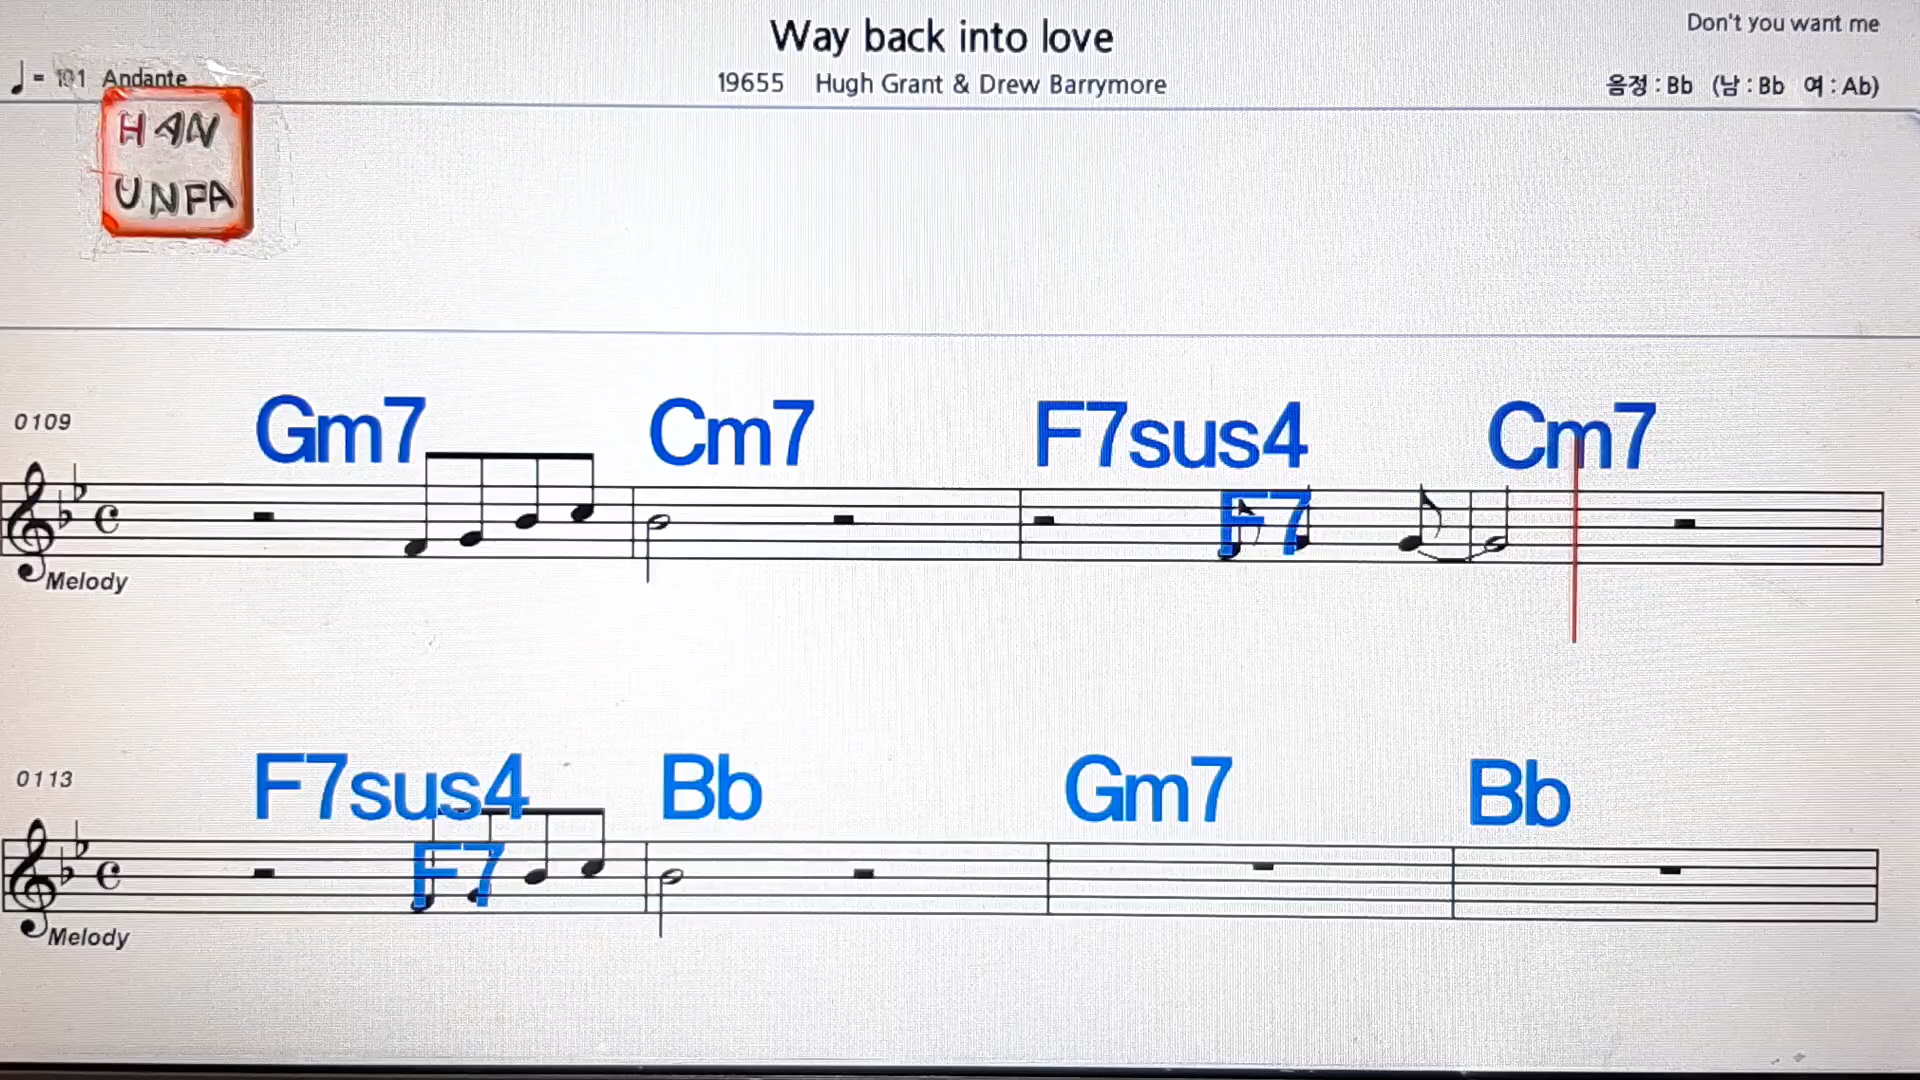 Way back into love
Don't you want me
♩ = 101 Andante
19655 Hugh Grant & Drew Barrymore
음정 : Bb (남 : Bb 여 : Ab)
HAN
UNFA
0109
Gm7 Cm7 F7sus4 Cm7
F7
Melody
0113
F7sus4 Bb Gm7 Bb
F7
Melody